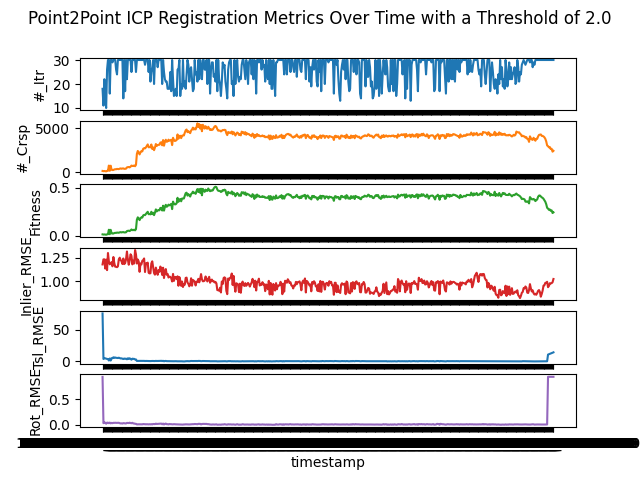 Point2Point ICP Registration Metrics Over Time with a Threshold of 2.0
30
20
10
#_Itr
5000
0
#_Crsp
0.5
0.0
Fitness
1.25
1.00
Inlier_RMSE
50
0
Tsl_RMSE
0.5
0.0
Rot_RMSE
timestamp